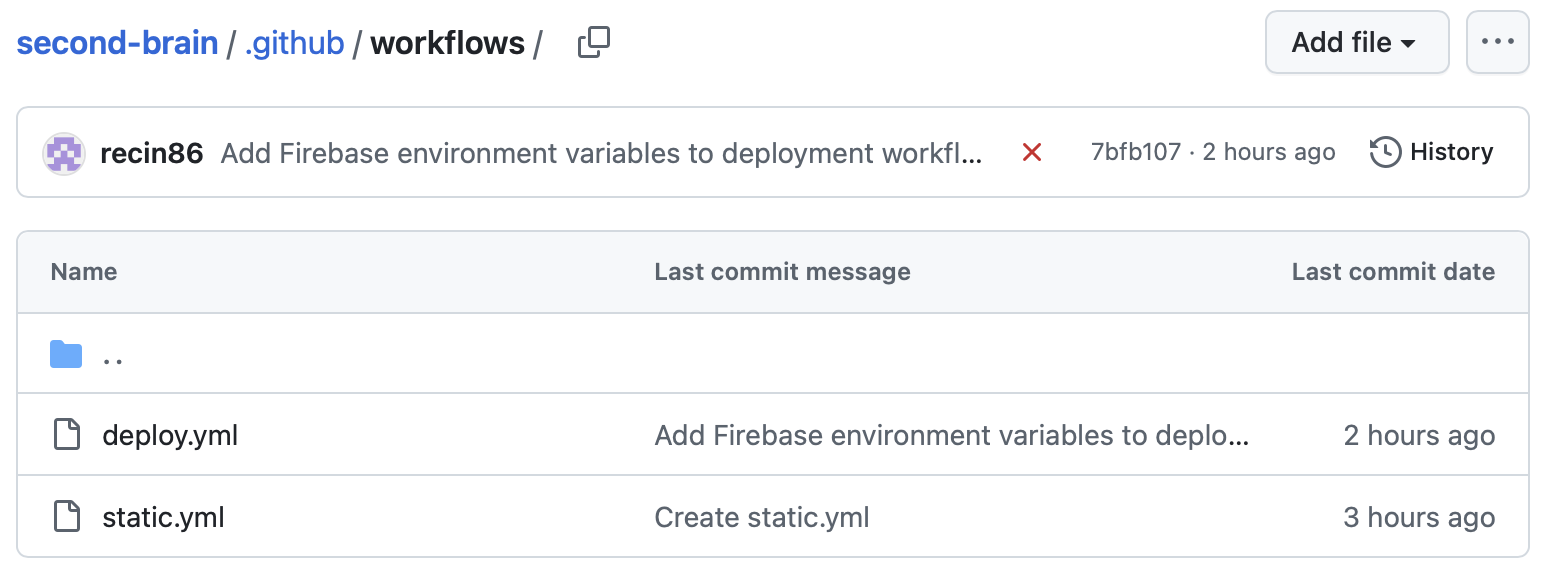 second-brain / .github / workflows / Add file ...
recin86 Add Firebase environment variables to deployment workfl... 7bfb107 · 2 hours ago History
Name Last commit message Last commit date
..
deploy.yml Add Firebase environment variables to deplo... 2 hours ago
static.yml Create static.yml 3 hours ago